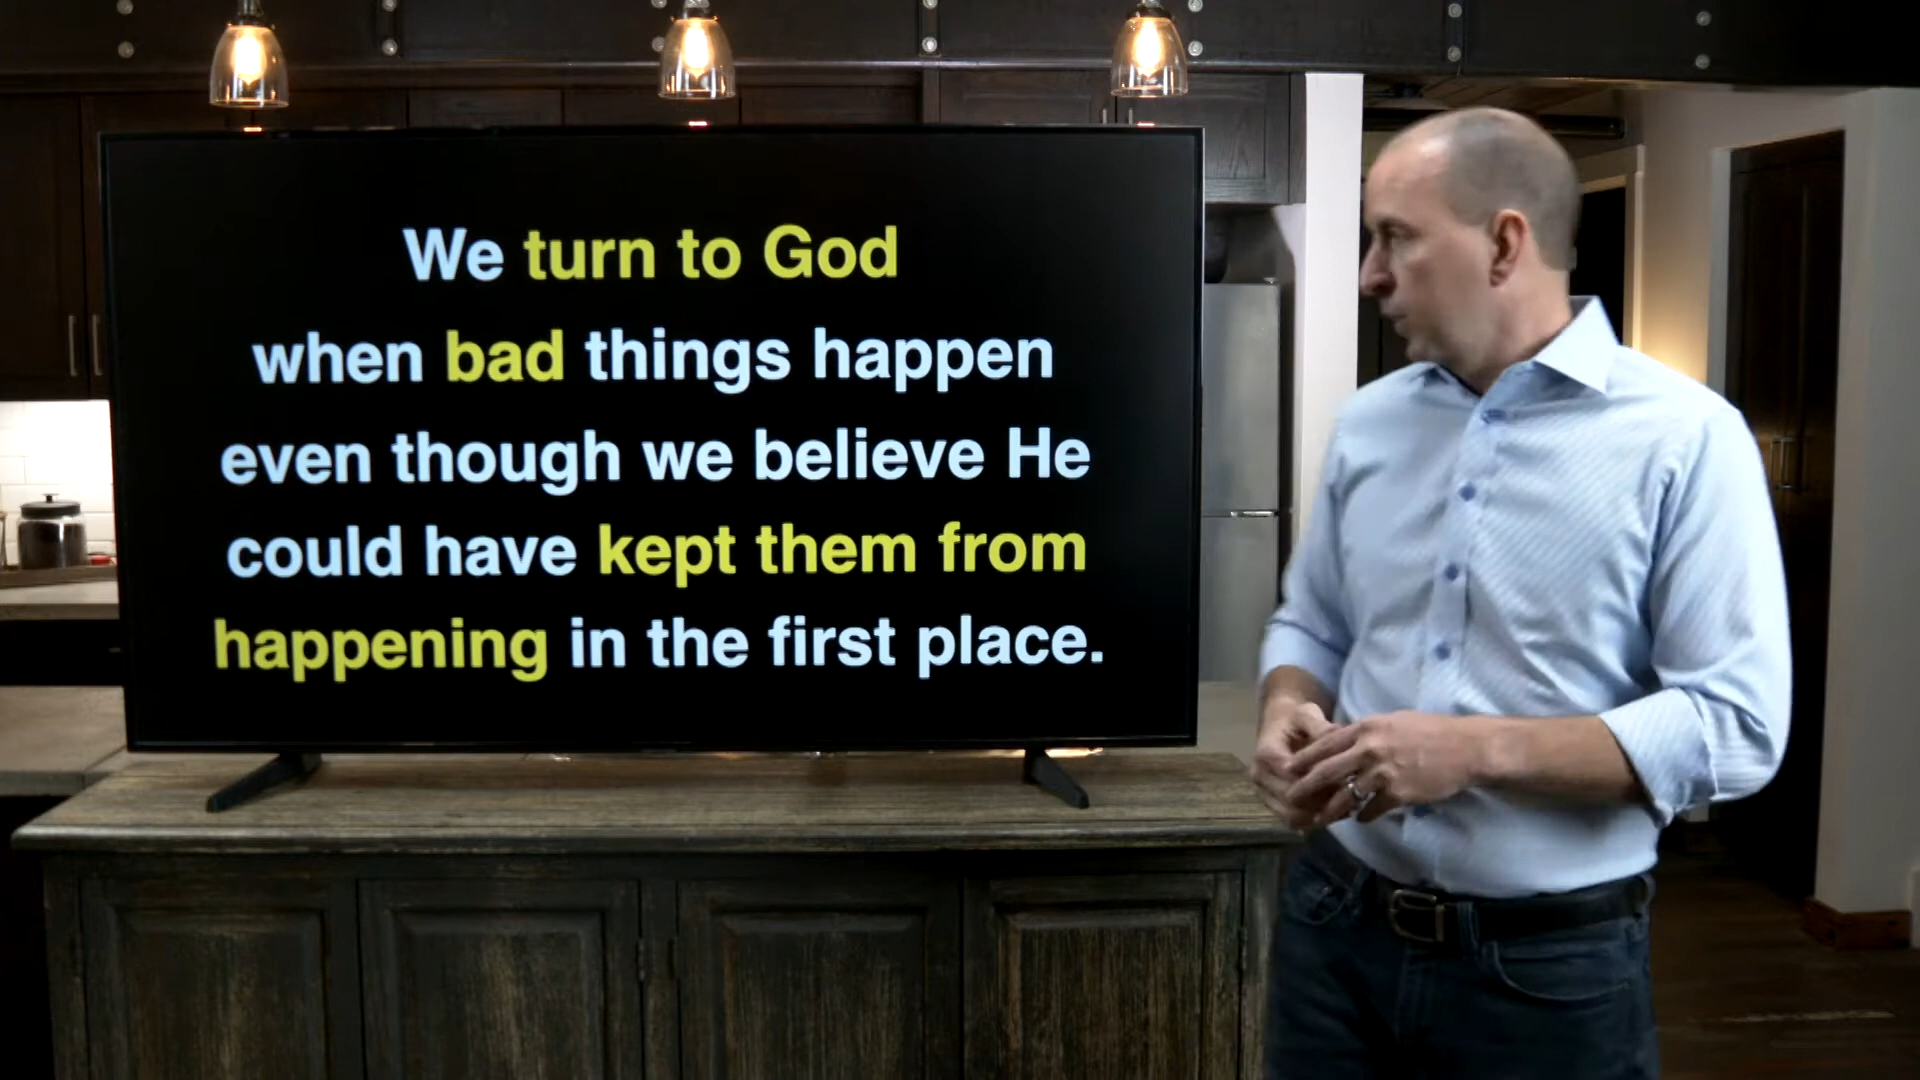 We turn to God
when bad things happen
even though we believe He
could have kept them from
happening in the first place.